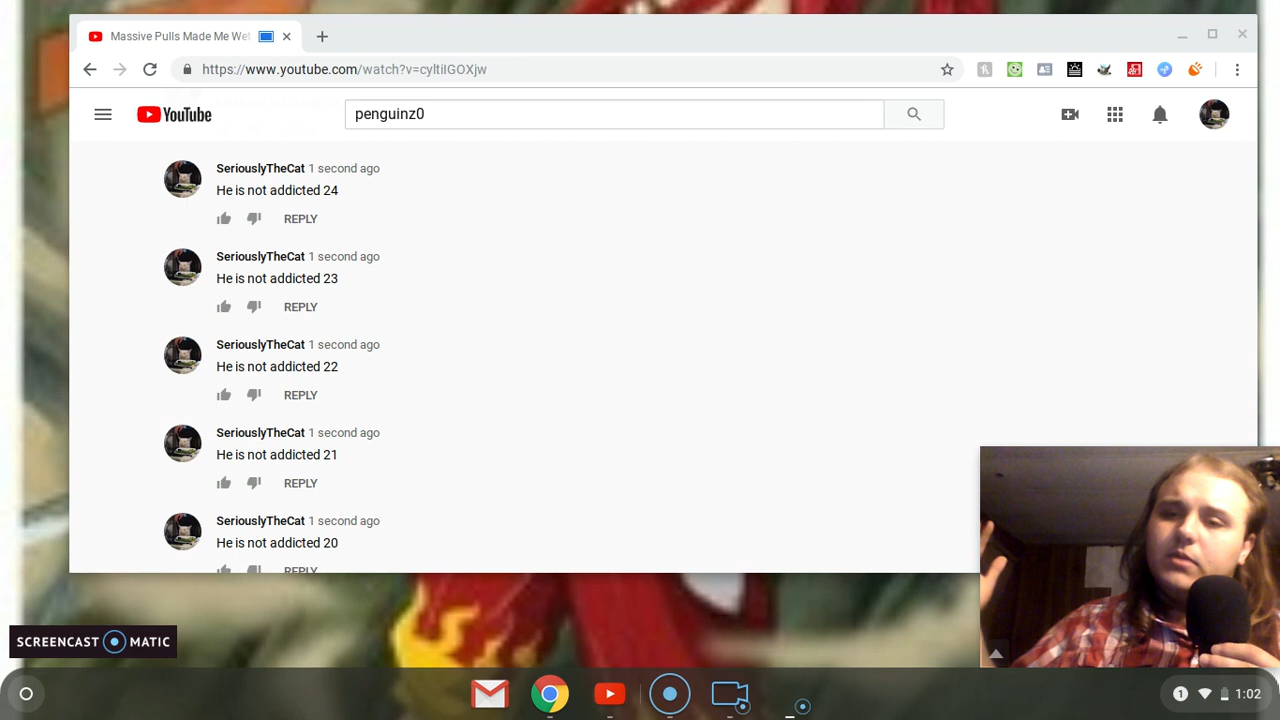 Massive Pulls Made Me Wet
https://www.youtube.com/watch?v=cyltiIGOXjw
YouTube
penguinz0
SeriouslyTheCat 1 second ago
He is not addicted 24
REPLY
SeriouslyTheCat 1 second ago
He is not addicted 23
REPLY
SeriouslyTheCat 1 second ago
He is not addicted 22
REPLY
SeriouslyTheCat 1 second ago
He is not addicted 21
REPLY
SeriouslyTheCat 1 second ago
He is not addicted 20
REPLY
SCREENCAST MATIC
1 1:02